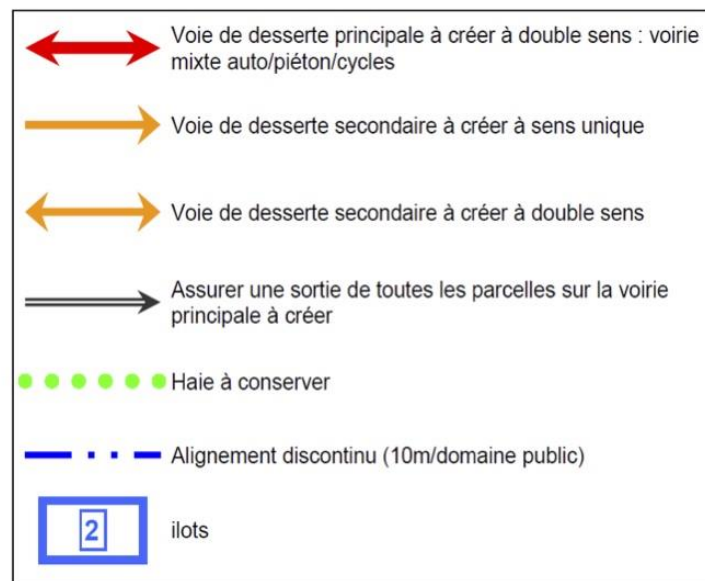 Voie de desserte principale à créer à double sens : voirie
mixte auto/piéton/cycles
Voie de desserte secondaire à créer à sens unique
Voie de desserte secondaire à créer à double sens
Assurer une sortie de toutes les parcelles sur la voirie
principale à créer
Haie à conserver
Alignement discontinu (10m/domaine public)
2 ilots